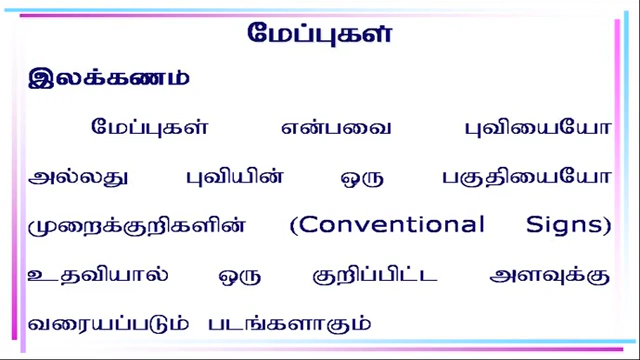 மேப்புகள்
இலக்கணம்
மேப்புகள் என்பவை புவியையோ
அல்லது புவியின் ஒரு பகுதியையோ
முறைக்குறிகளின் (Conventional Signs)
உதவியால் ஒரு குறிப்பிட்ட அளவுக்கு
வரையப்படும் படங்களாகும்